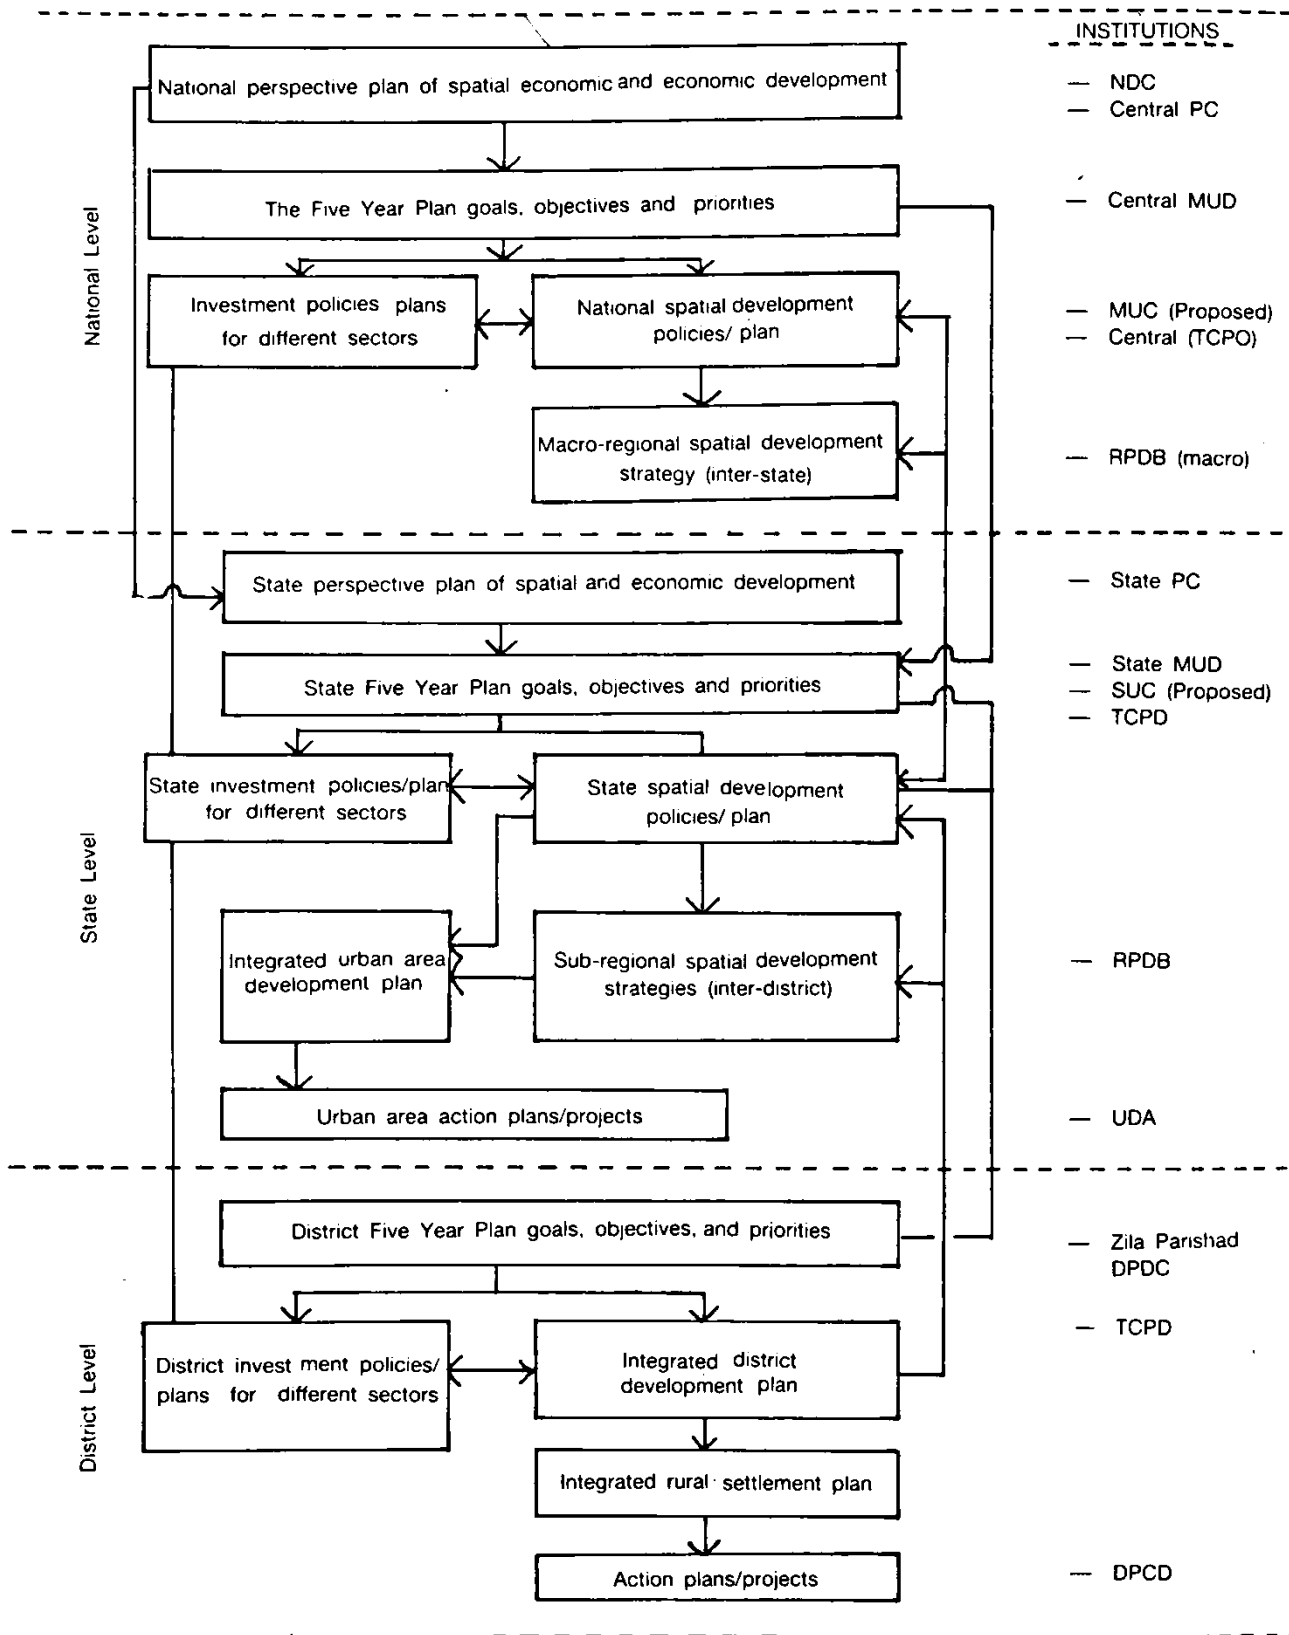 INSTITUTIONS
National perspective plan of spatial economic and economic development
— NDC
— Central PC
The Five Year Plan goals, objectives and priorities
— Central MUD
National Level
Investment policies plans
for different sectors
National spatial development
policies/ plan
— MUC (Proposed)
— Central (TCPO)
Macro-regional spatial development
strategy (inter-state)
— RPDB (macro)
State perspective plan of spatial and economic development
— State PC
State Five Year Plan goals, objectives and priorities
— State MUD
— SUC (Proposed)
— TCPD
State Level
State investment policies/plan
for different sectors
State spatial development
policies/ plan
Integrated urban area
development plan
Sub-regional spatial development
strategies (inter-district)
— RPDB
Urban area action plans/projects
— UDA
District Five Year Plan goals, objectives, and priorities
— Zila Parishad
DPDC
District Level
District invest ment policies/
plans for different sectors
Integrated district
development plan
— TCPD
Integrated rural settlement plan
Action plans/projects
— DPCD